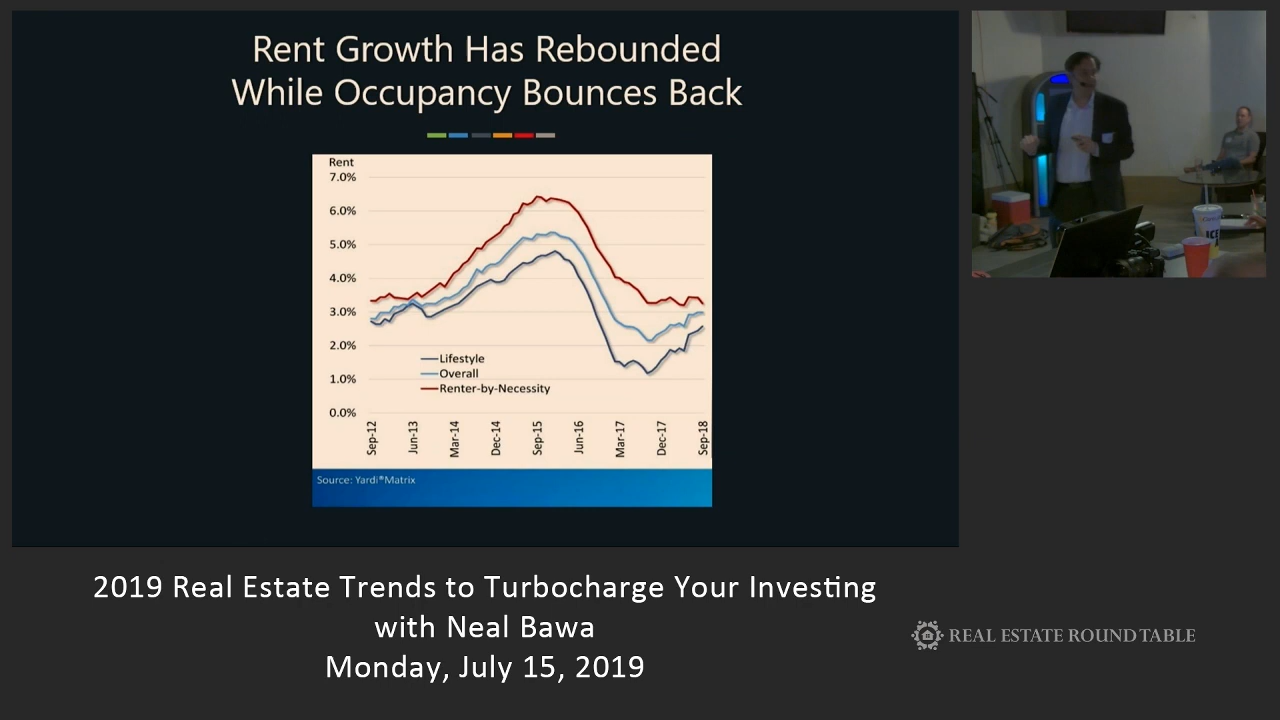 Rent Growth Has Rebounded
While Occupancy Bounces Back
Rent
7.0%
6.0%
5.0%
4.0%
3.0%
2.0%
1.0%
0.0%
Lifestyle
Overall
Renter-by-Necessity
Sep-12
Jun-13
Mar-14
Dec-14
Sep-15
Jun-16
Mar-17
Dec-17
Sep-18
Source: Yardi®Matrix
ICE
2019 Real Estate Trends to Turbocharge Your Investing
with Neal Bawa
Monday, July 15, 2019
REAL ESTATE ROUND TABLE